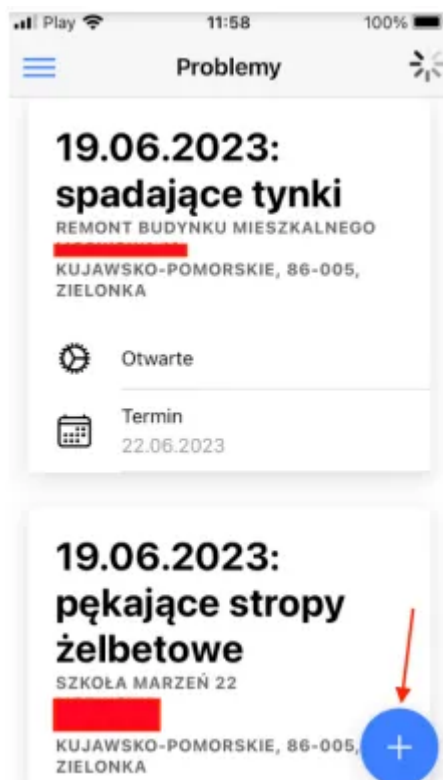 Play 11:58 100%
Problemy
19.06.2023:
spadające tynki
REMONT BUDYNKU MIESZKALNEGO
KUJAWSKO-POMORSKIE, 86-005,
ZIELONKA
Otwarte
Termin
22.06.2023
19.06.2023:
pękające stropy
żelbetowe
SZKOŁA MARZEŃ 22
KUJAWSKO-POMORSKIE, 86-005,
ZIELONKA